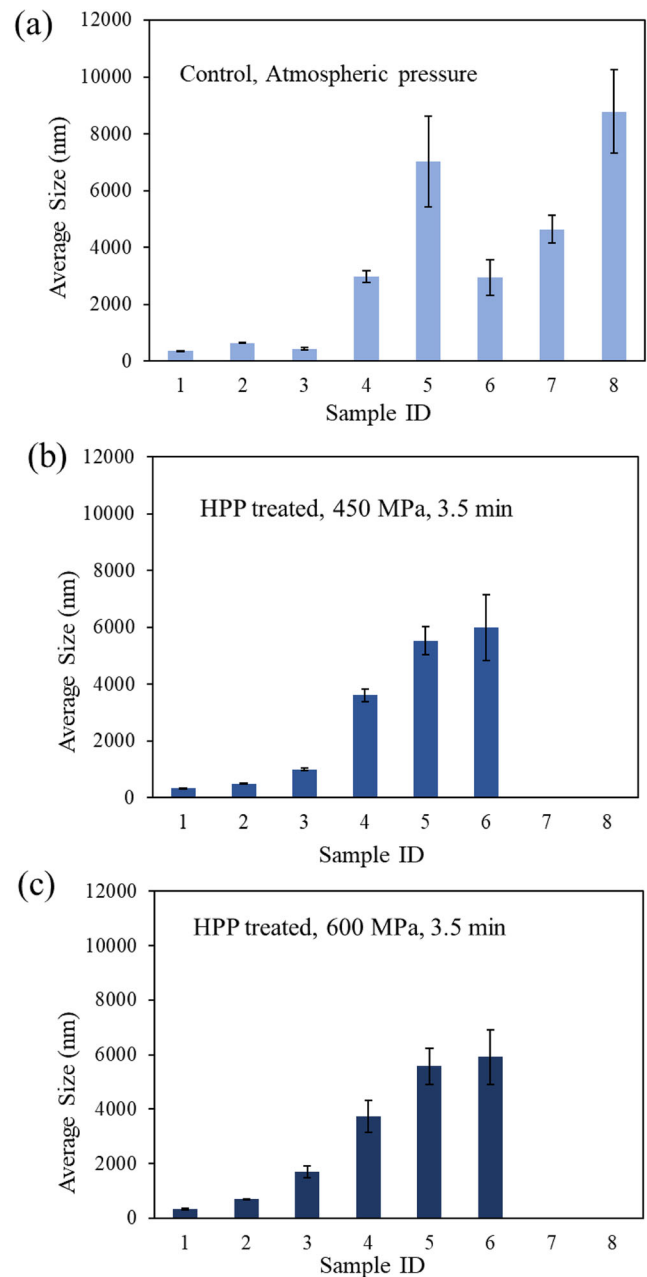 (a)
Control, Atmospheric pressure
Average Size (nm)
12000
10000
8000
6000
4000
2000
0
1 2 3 4 5 6 7 8
Sample ID
(b)
HPP treated, 450 MPa, 3.5 min
Average Size (nm)
12000
10000
8000
6000
4000
2000
0
1 2 3 4 5 6 7 8
Sample ID
(c)
HPP treated, 600 MPa, 3.5 min
Average Size (nm)
12000
10000
8000
6000
4000
2000
0
1 2 3 4 5 6 7 8
Sample ID